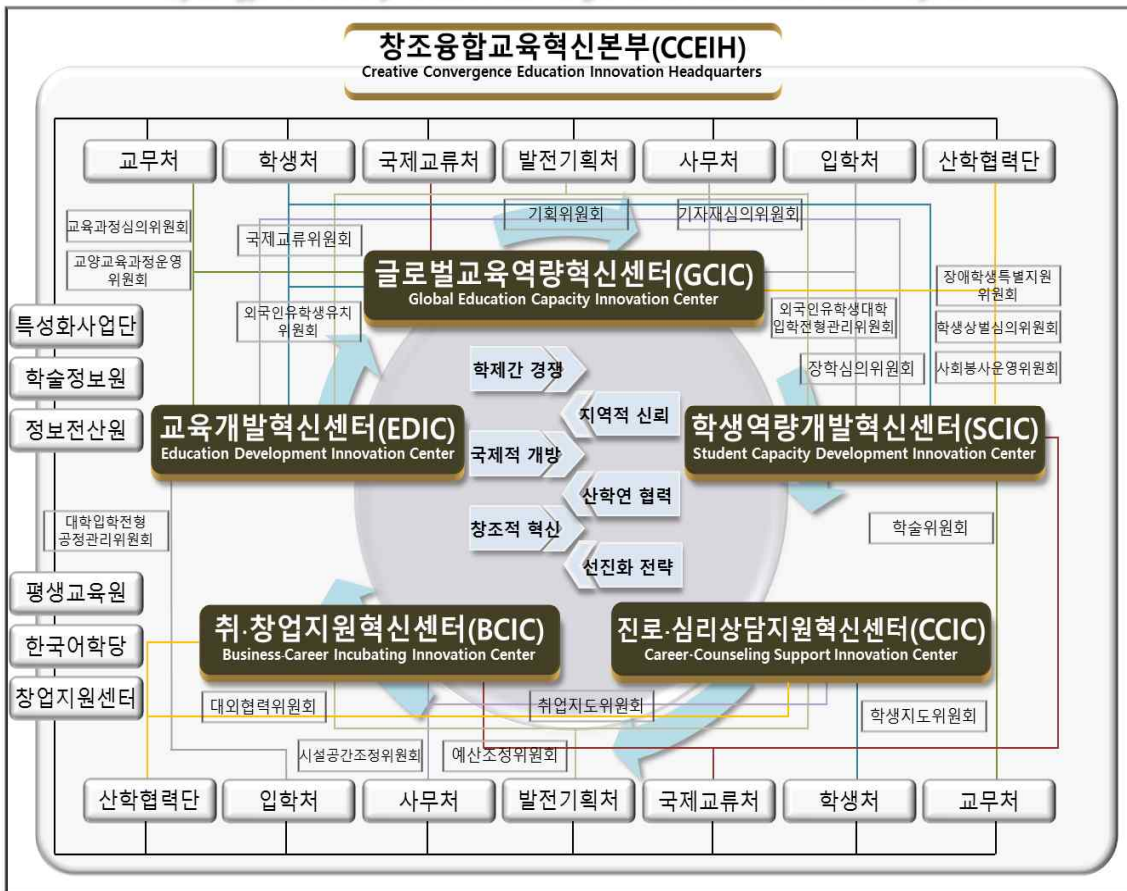 창조융합교육혁신본부(CCEIH)
Creative Convergence Education Innovation Headquarters
교무처
학생처
국제교류처
발전기획처
사무처
입학처
산학협력단
교육과정심의위원회
국제교류위원회
기획위원회
기자재심의위원회
교양교육과정운영
위원회
글로벌교육역량혁신센터(GCIC)
Global Education Capacity Innovation Center
장애학생특별지원
위원회
외국인유학생유치
위원회
외국인유학생대학
입학전형관리위원회
학생상벌심의위원회
장학심의위원회
사회봉사운영위원회
특성화사업단
학술정보원
정보전산원
학제간 경쟁
지역적 신뢰
국제적 개방
산학연 협력
창조적 혁신
선진화 전략
교육개발혁신센터(EDIC)
Education Development Innovation Center
학생역량개발혁신센터(SCIC)
Student Capacity Development Innovation Center
대학입학전형
공정관리위원회
학술위원회
평생교육원
한국어학당
창업지원센터
취·창업지원혁신센터(BCIC)
Business-Career Incubating Innovation Center
진로·심리상담지원혁신센터(CCIC)
Career-Counseling Support Innovation Center
대외협력위원회
취업지도위원회
학생지도위원회
시설공간조정위원회
예산조정위원회
산학협력단
입학처
사무처
발전기획처
국제교류처
학생처
교무처